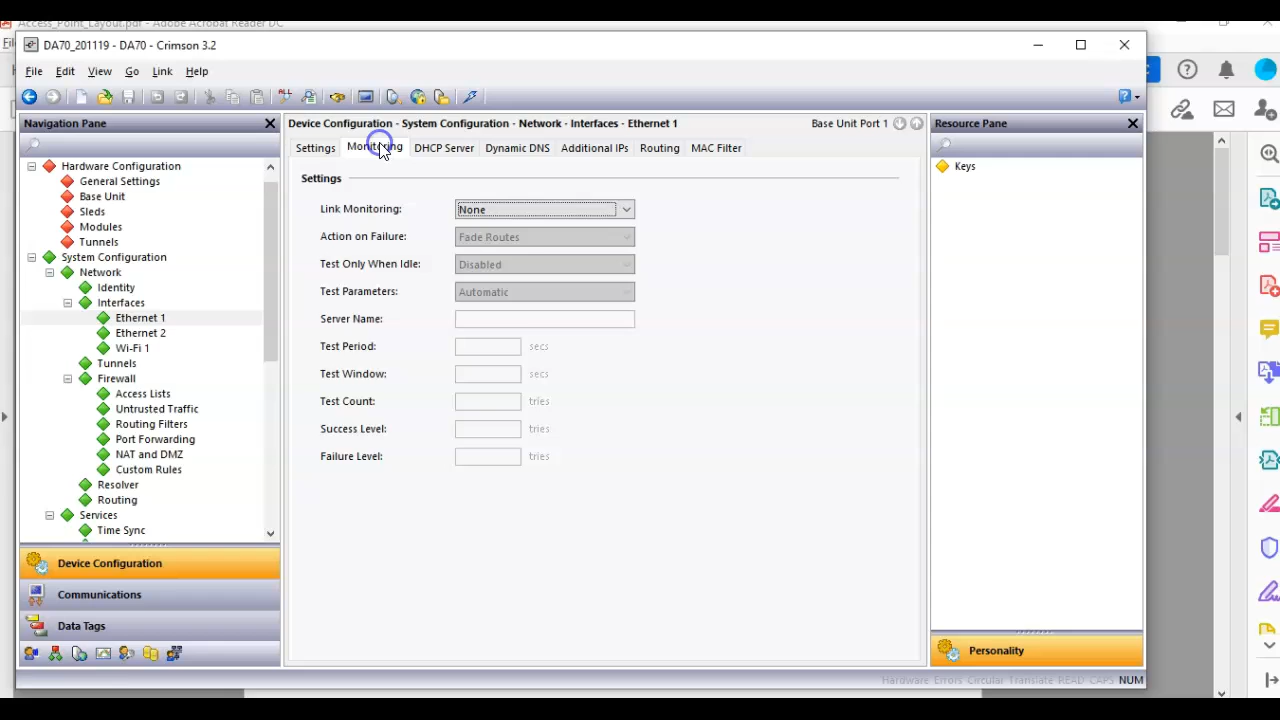 Access_Point_Layout.pdf - Adobe Acrobat Reader DC
DA70_201119 - DA70 - Crimson 3.2
File Edit View Go Link Help
Navigation Pane
Device Configuration - System Configuration - Network - Interfaces - Ethernet 1
Base Unit Port 1
Resource Pane
Settings Monitoring DHCP Server Dynamic DNS Additional IPs Routing MAC Filter
Hardware Configuration
General Settings
Base Unit
Sleds
Modules
Tunnels
System Configuration
Network
Identity
Interfaces
Ethernet 1
Ethernet 2
Wi-Fi 1
Tunnels
Firewall
Access Lists
Untrusted Traffic
Routing Filters
Port Forwarding
NAT and DMZ
Custom Rules
Resolver
Routing
Services
Time Sync
Device Configuration
Communications
Data Tags
Settings
Link Monitoring: None
Action on Failure: Fade Routes
Test Only When Idle: Disabled
Test Parameters: Automatic
Server Name:
Test Period: secs
Test Window: secs
Test Count: tries
Success Level: tries
Failure Level: tries
Keys
Personality
Hardware Errors Circular Translate READ CAPS NUM